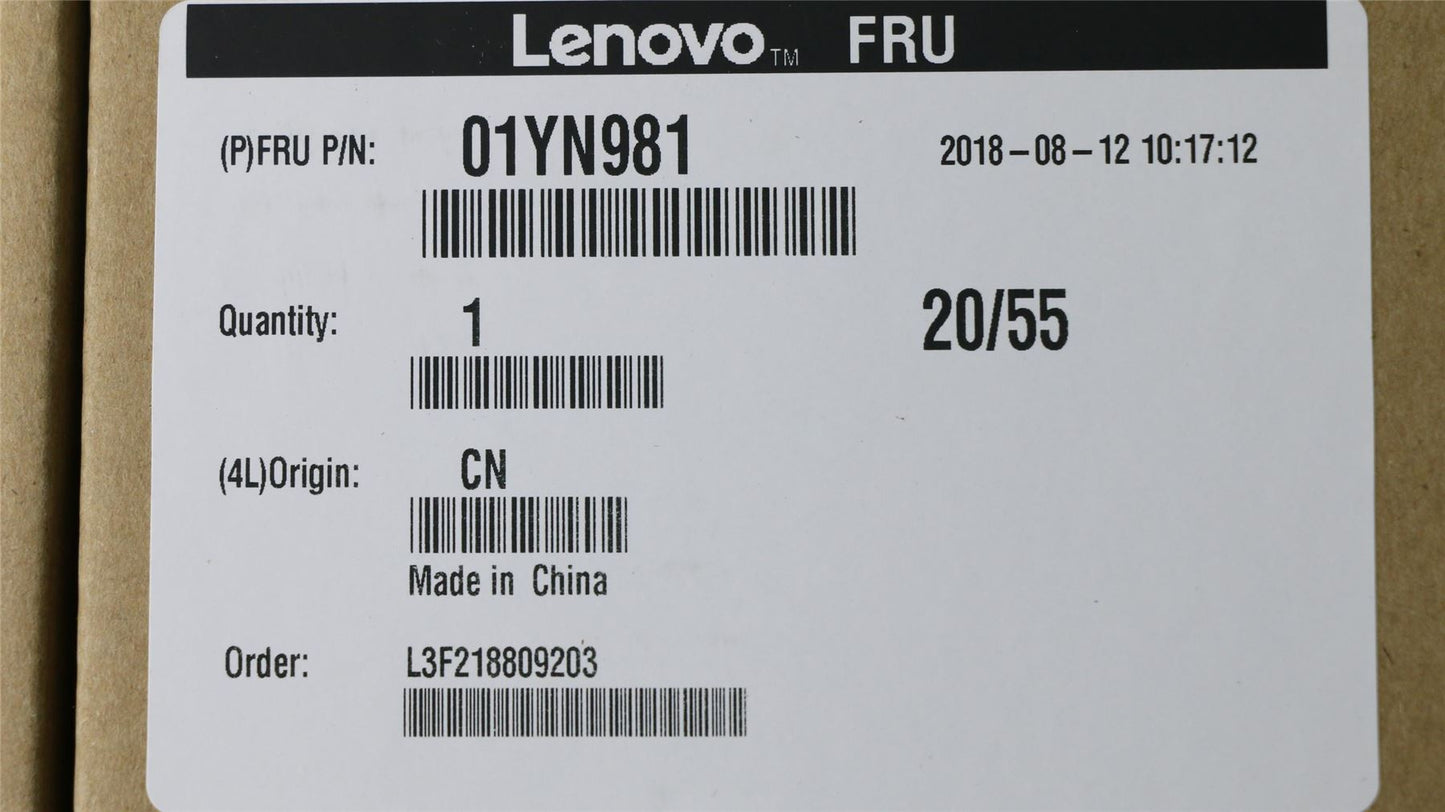 Lenovo™ FRU
(P)FRU P/N: 01YN981 2018-08-12 10:17:12
Quantity: 1 20/55
(4L)Origin: CN
Made in China
Order: L3F218809203